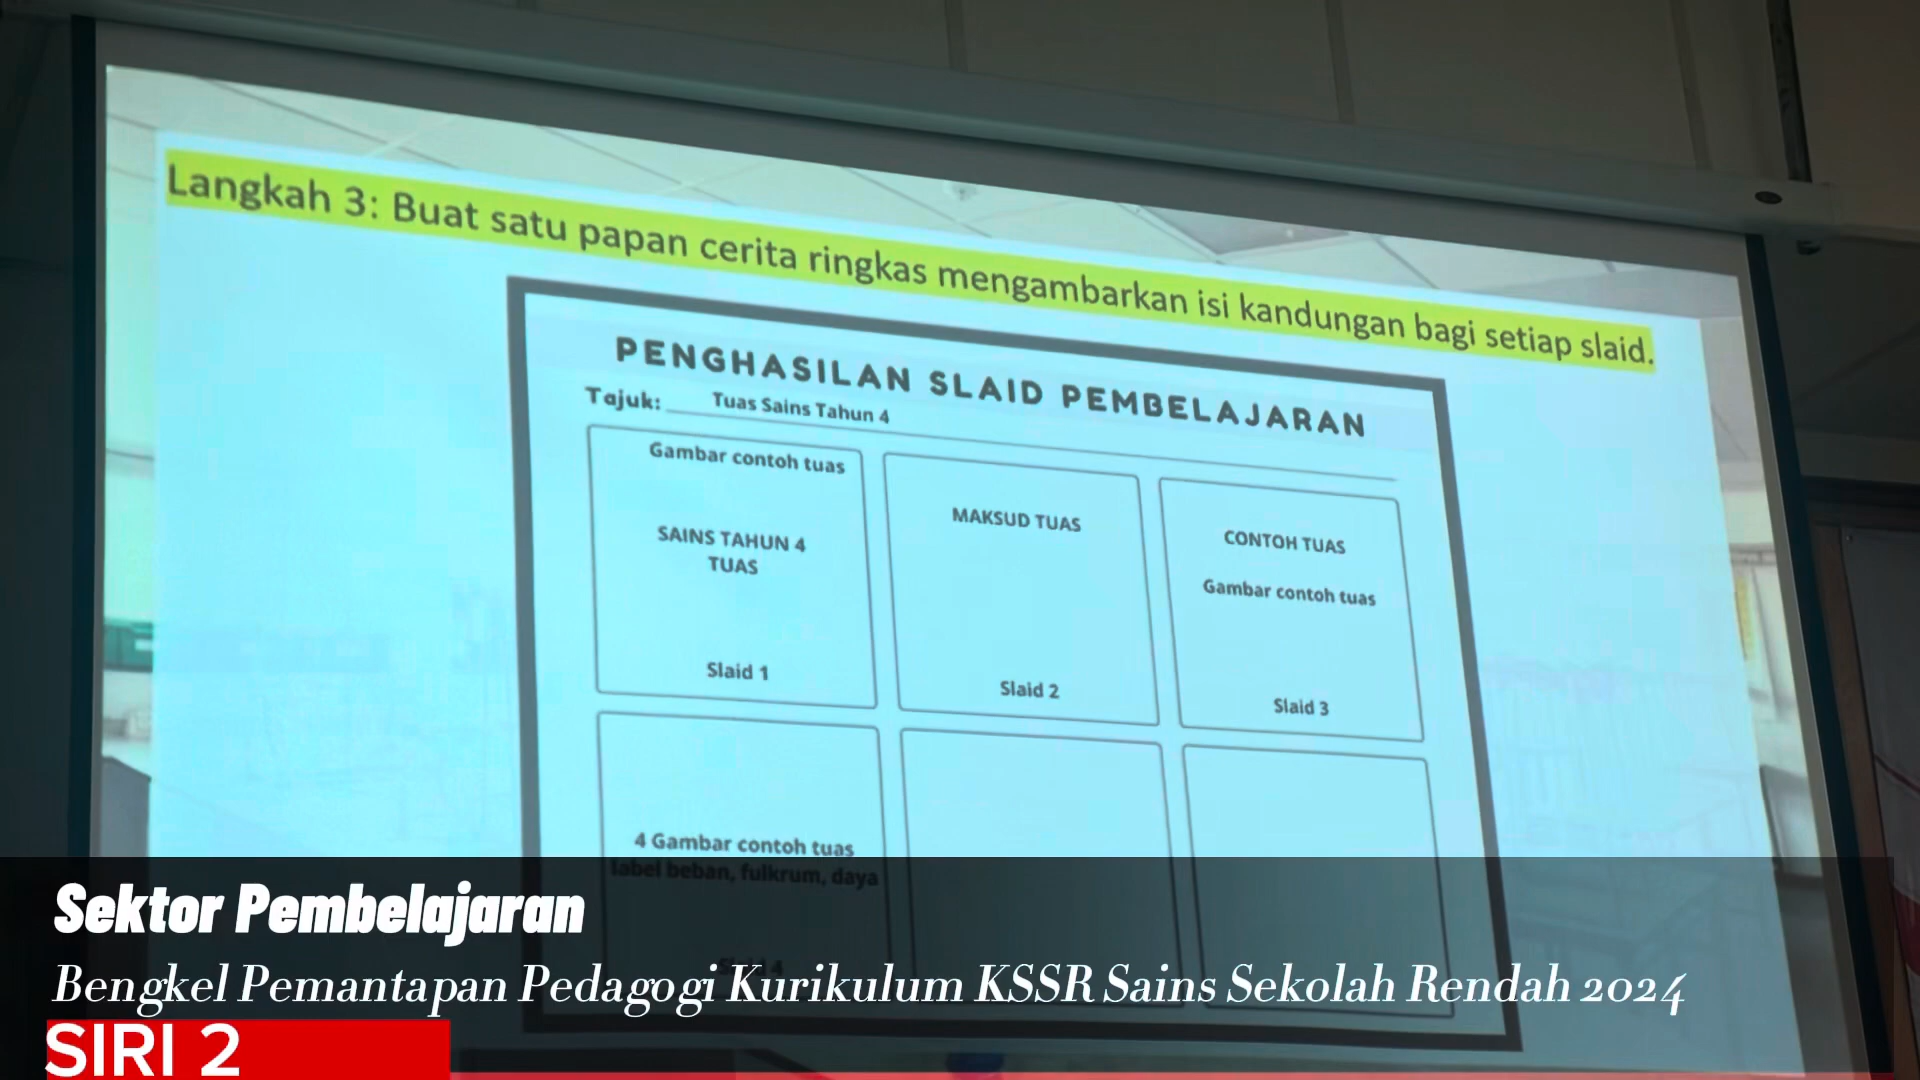 Langkah 3: Buat satu papan cerita ringkas mengambarkan isi kandungan bagi setiap slaid.
PENGHASILAN SLAID PEMBELAJARAN
Tajuk: Tuas Sains Tahun 4
Gambar contoh tuas
SAINS TAHUN 4
TUAS
Slaid 1
MAKSUD TUAS
Slaid 2
CONTOH TUAS
Gambar contoh tuas
Slaid 3
4 Gambar contoh tuas
label beban, fulkrum, daya
Slaid 4
Sektor Pembelajaran
Bengkel Pemantapan Pedagogi Kurikulum KSSR Sains Sekolah Rendah 2024
SIRI 2